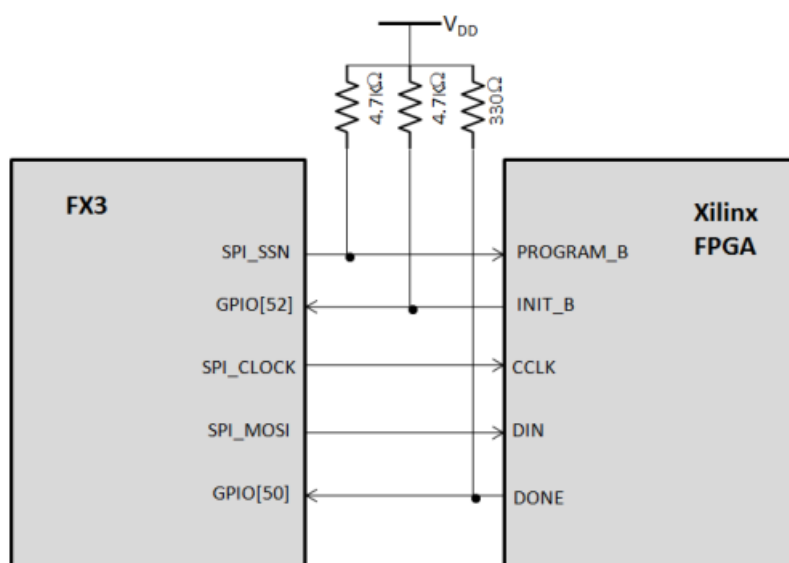 V_DD
4.7KΩ
4.7KΩ
330Ω
FX3
Xilinx
FPGA
SPI_SSN
PROGRAM_B
GPIO[52]
INIT_B
SPI_CLOCK
CCLK
SPI_MOSI
DIN
GPIO[50]
DONE